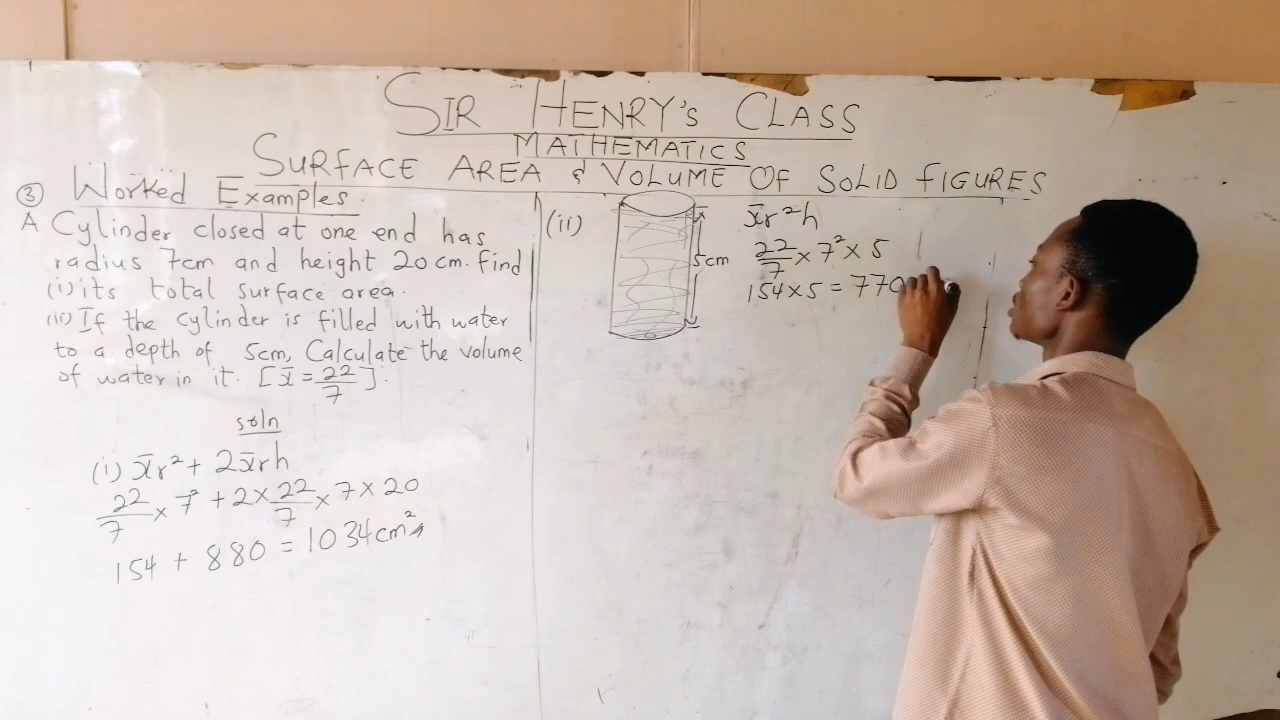 SIR HENRY'S CLASS
MATHEMATICS
SURFACE AREA & VOLUME OF SOLID FIGURES
③ Worked Examples
A Cylinder closed at one end has
radius 7cm and height 20cm. find
(i) its total surface area.
(ii) If the cylinder is filled with water
to a depth of 5cm, Calculate the volume
of water in it. [π = 22/7].
soln
(i) πr² + 2πrh
22/7 × 7² + 2 × 22/7 × 7 × 20
154 + 880 = 1034cm²
(ii)
5cm
πr²h
22/7 × 7² × 5
154 × 5 = 770